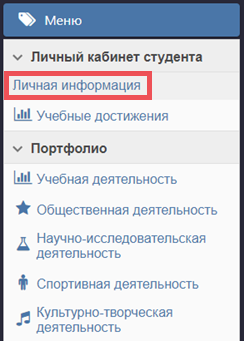 Меню
Личный кабинет студента
Личная информация
Учебные достижения
Портфолио
Учебная деятельность
Общественная деятельность
Научно-исследовательская
деятельность
Спортивная деятельность
Культурно-творческая
деятельность